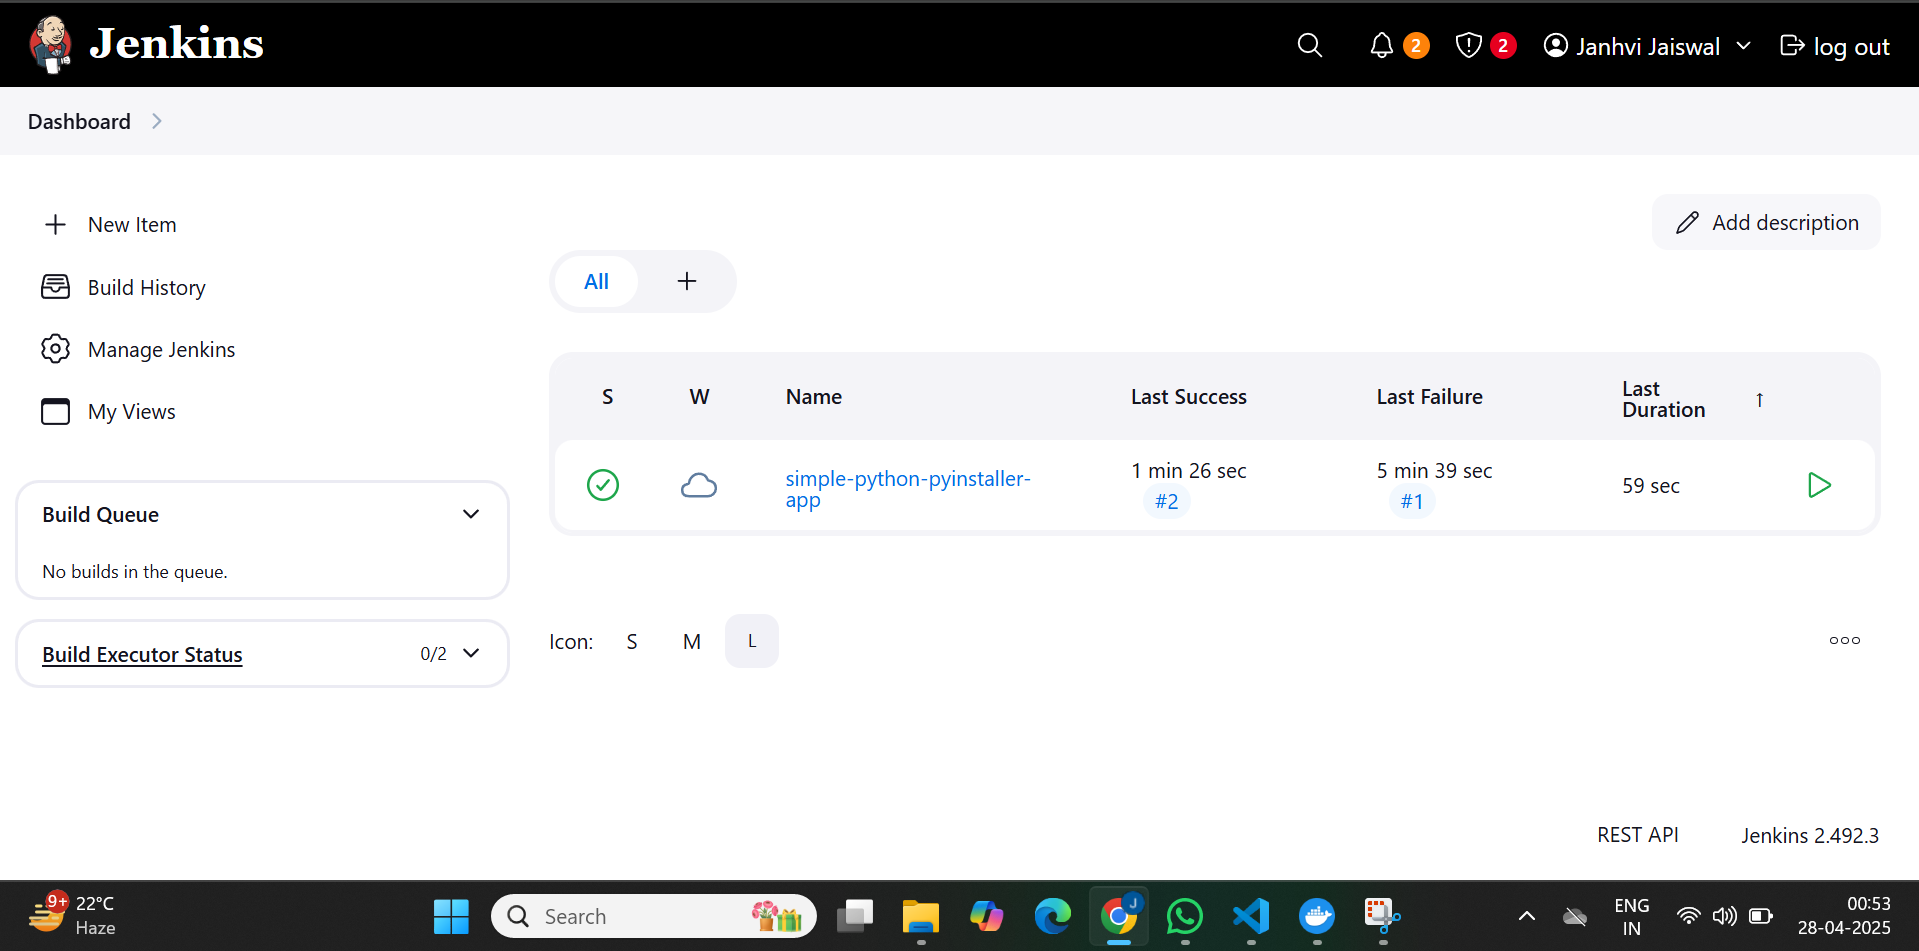 Jenkins
2
2
Janhvi Jaiswal
log out
Dashboard
New Item
Build History
Manage Jenkins
My Views
Build Queue
No builds in the queue.
Build Executor Status
0/2
Add description
All
+
S W Name Last Success Last Failure Last Duration ↑
simple-python-pyinstaller-
app
1 min 26 sec
#2
5 min 39 sec
#1
59 sec
Icon: S M L
REST API
Jenkins 2.492.3
9+
22°C
Haze
Search
J
ENG
IN
00:53
28-04-2025